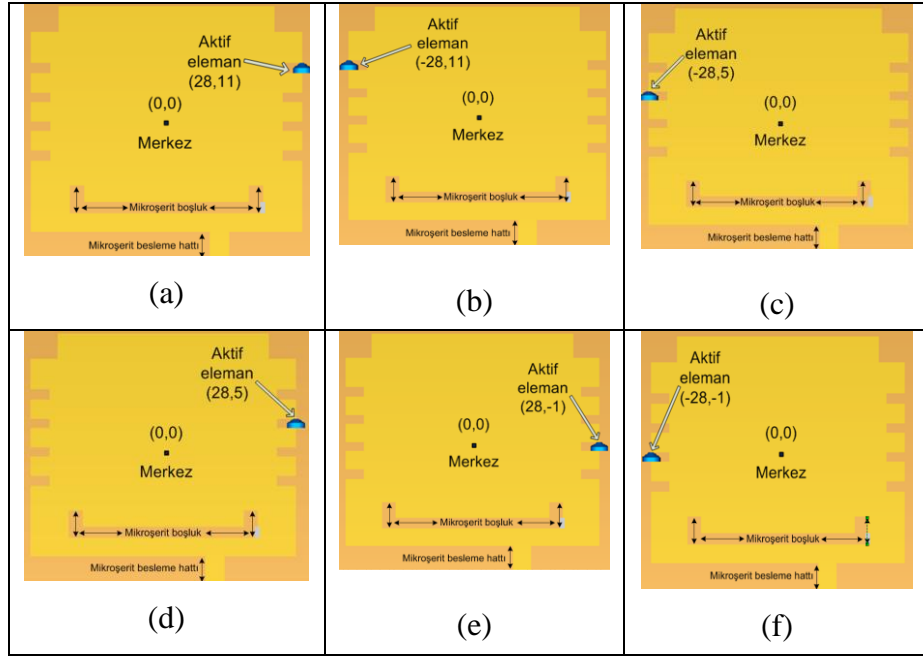 Aktif
eleman
(28,11)
(0,0)
Merkez
Mikroşerit boşluk
Mikroşerit besleme hattı
(a)
Aktif
eleman
(-28,11)
(0,0)
Merkez
Mikroşerit boşluk
Mikroşerit besleme hattı
(b)
Aktif
eleman
(-28,5)
(0,0)
Merkez
Mikroşerit boşluk
Mikroşerit besleme hattı
(c)
Aktif
eleman
(28,5)
(0,0)
Merkez
Mikroşerit boşluk
Mikroşerit besleme hattı
(d)
Aktif
eleman
(28,-1)
(0,0)
Merkez
Mikroşerit boşluk
Mikroşerit besleme hattı
(e)
Aktif
eleman
(-28,-1)
(0,0)
Merkez
Mikroşerit boşluk
Mikroşerit besleme hattı
(f)